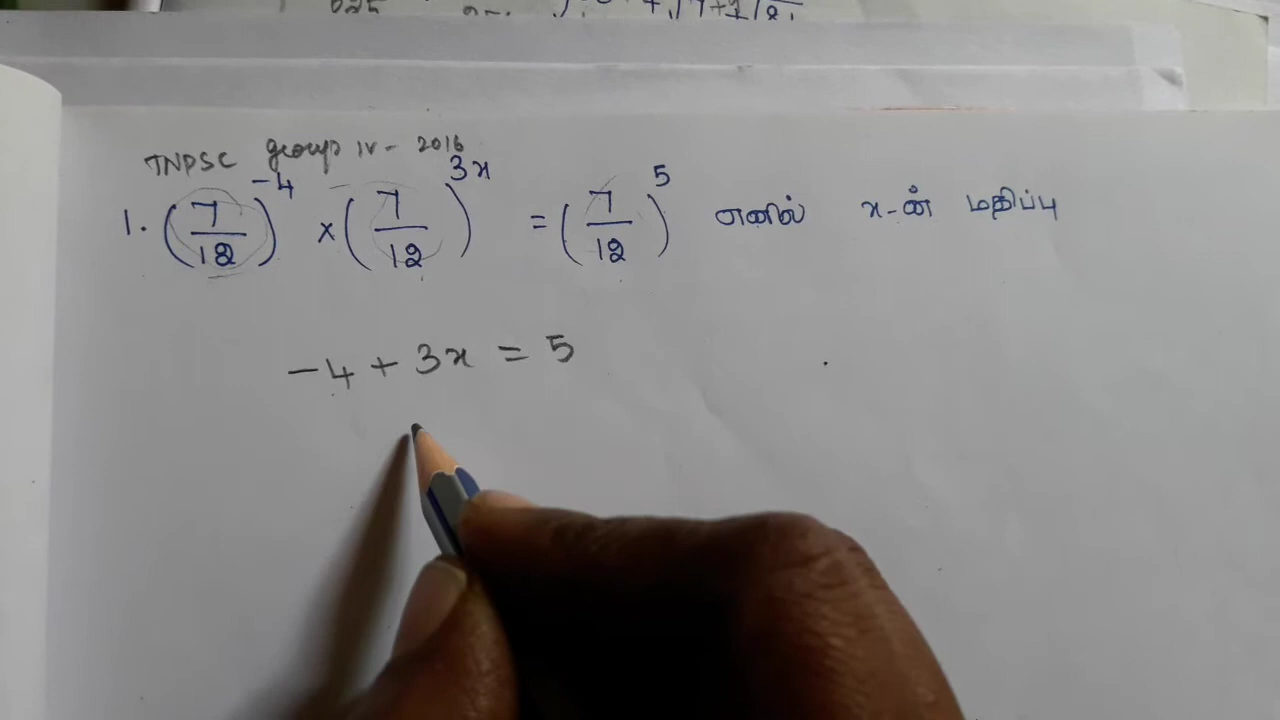 TNPSC group IV - 2016
1. (7/12)^-4 × (7/12)^3x = (7/12)^5 எனில் x-ன் மதிப்பு
-4 + 3x = 5